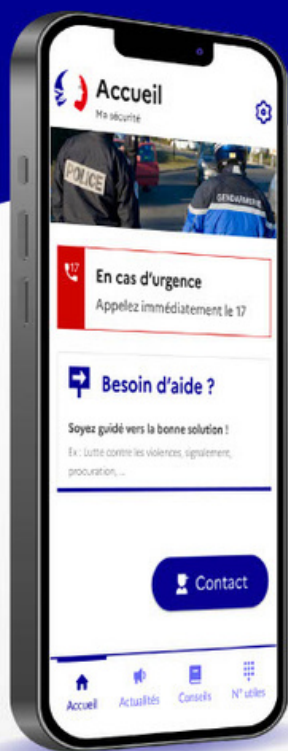 Accueil
Ma sécurité
POLICE
GENDARMERIE
17
En cas d'urgence
Appelez immédiatement le 17
Besoin d'aide ?
Soyez guidé vers la bonne solution !
Ex : Lutte contre les violences, signalement,
procuration, ...
Contact
Accueil
Actualités
Conseils
N° utiles